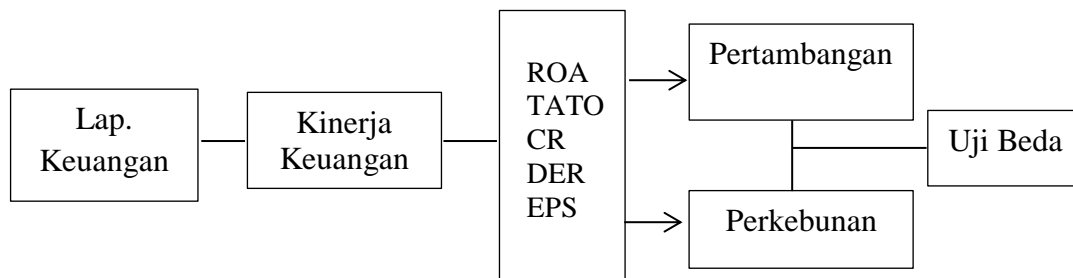 Lap.
Keuangan
Kinerja
Keuangan
ROA
TATO
CR
DER
EPS
Pertambangan
Perkebunan
Uji Beda